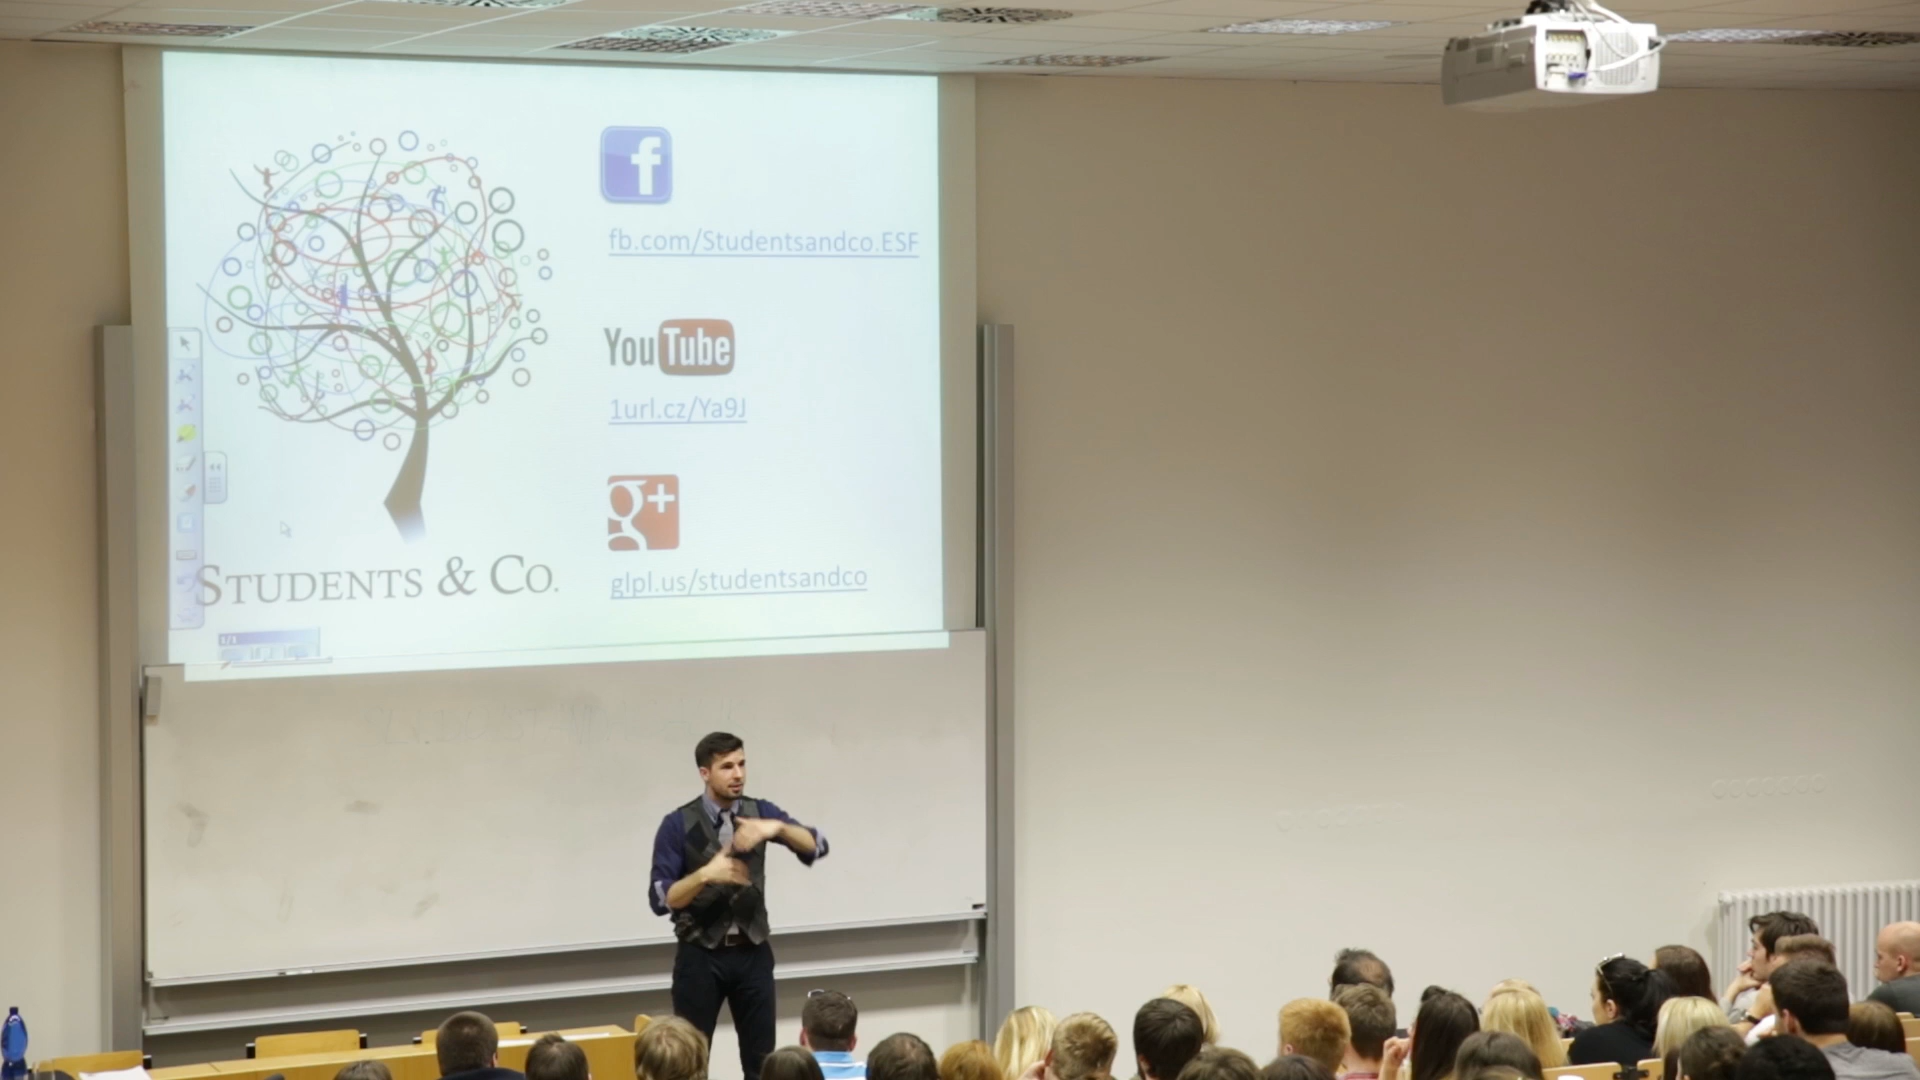 f
fb.com/Studentsandco.ESF
YouTube
1url.cz/Ya9J
g+
glpl.us/studentsandco
STUDENTS & CO.